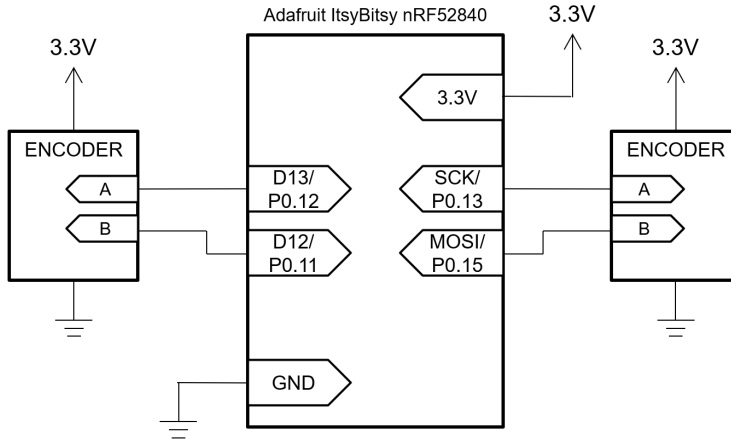 Adafruit ItsyBitsy nRF52840
3.3V
3.3V
3.3V
3.3V
ENCODER
A
B
D13/
P0.12
D12/
P0.11
GND
SCK/
P0.13
MOSI/
P0.15
ENCODER
A
B